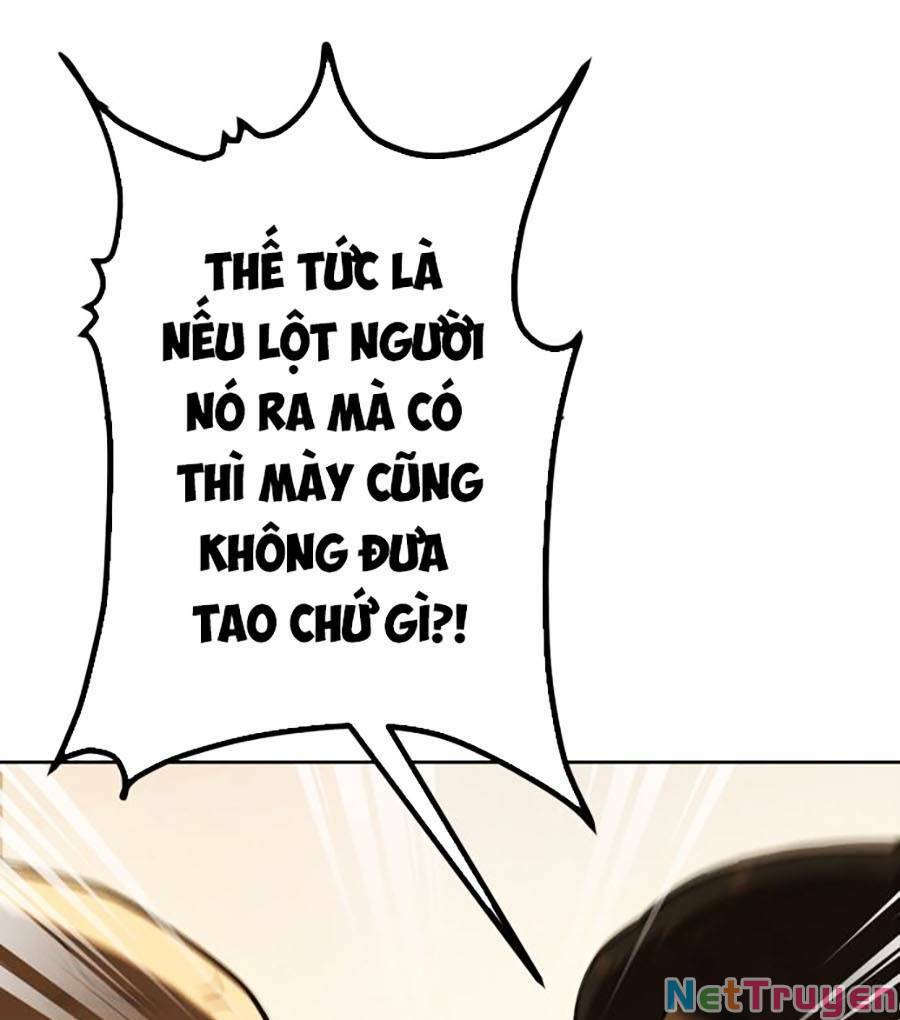 THẾ TỨC LÀ
NẾU LỘT NGƯỜI
NÓ RA MÀ CÓ
THÌ MÀY CŨNG
KHÔNG ĐƯA
TAO CHỨ GÌ?!
NetTruyen